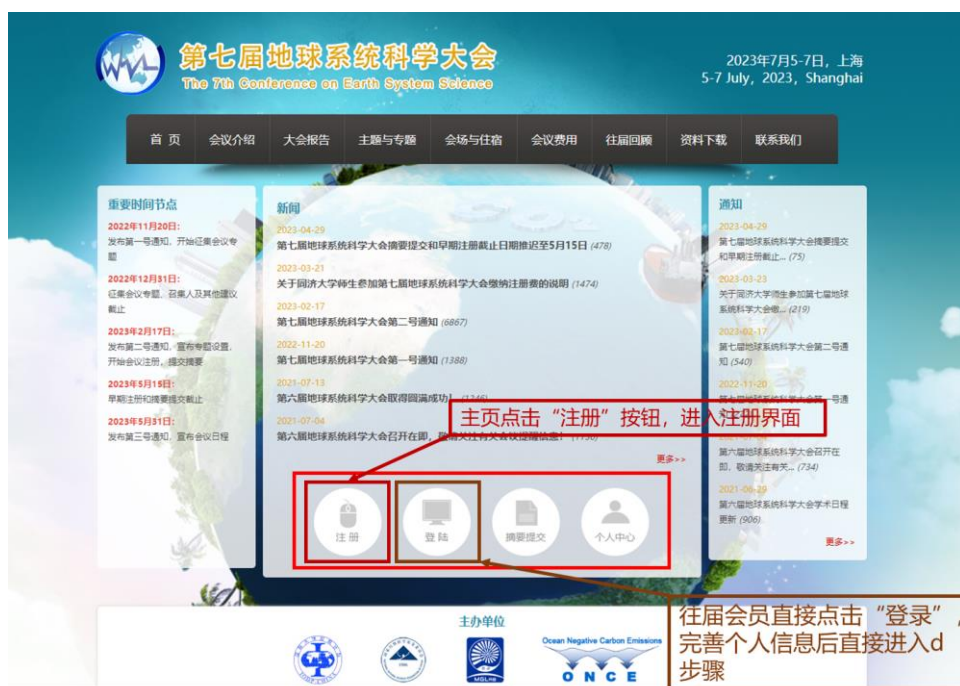 第七届地球系统科学大会
The 7th Conference on Earth System Science
2023年7月5-7日，上海
5-7 July, 2023, Shanghai
首 页
会议介绍
大会报告
主题与专题
会场与住宿
会议费用
往届回顾
资料下载
联系我们
重要时间节点
2022年11月20日:
发布第一号通知、开始征集会议专
题
2022年12月31日:
征集会议专题、召集人及其他建议
截止
2023年2月17日:
发布第二号通知、宣布专题设置、
开始会议注册、提交摘要
2023年5月15日:
早期注册和摘要提交截止
2023年5月31日:
发布第三号通知、宣布会议日程
新闻
2023-04-29
第七届地球系统科学大会摘要提交和早期注册截止日期推迟至5月15日 (478)
2023-03-21
关于同济大学师生参加第七届地球系统科学大会缴纳注册费的说明 (1474)
2023-02-17
第七届地球系统科学大会第二号通知 (6867)
2022-11-20
第七届地球系统科学大会第一号通知 (1388)
2021-07-13
第六届地球系统科学大会取得圆满成功！
2021-07-04
第六届地球系统科学大会召开在即，
更多>>
通知
2023-04-29
第七届地球系统科学大会摘要提交
和早期注册截止... (75)
2023-03-23
关于同济大学师生参加第七届地球
系统科学大会缴... (219)
2023-02-17
第七届地球系统科学大会第二号通
知 (540)
2022-11-20
第六届地球系统科学大会召开在
即，敬请关注有关... (734)
2021-06-29
第六届地球系统科学大会学术日程
更新 (906)
更多>>
主页点击“注册”按钮，进入注册界面
注 册
登 陆
摘要提交
个人中心
往届会员直接点击“登录”，
完善个人信息后直接进入d
步骤
主办单位
MGLab
Ocean Negative Carbon Emissions
ONCE